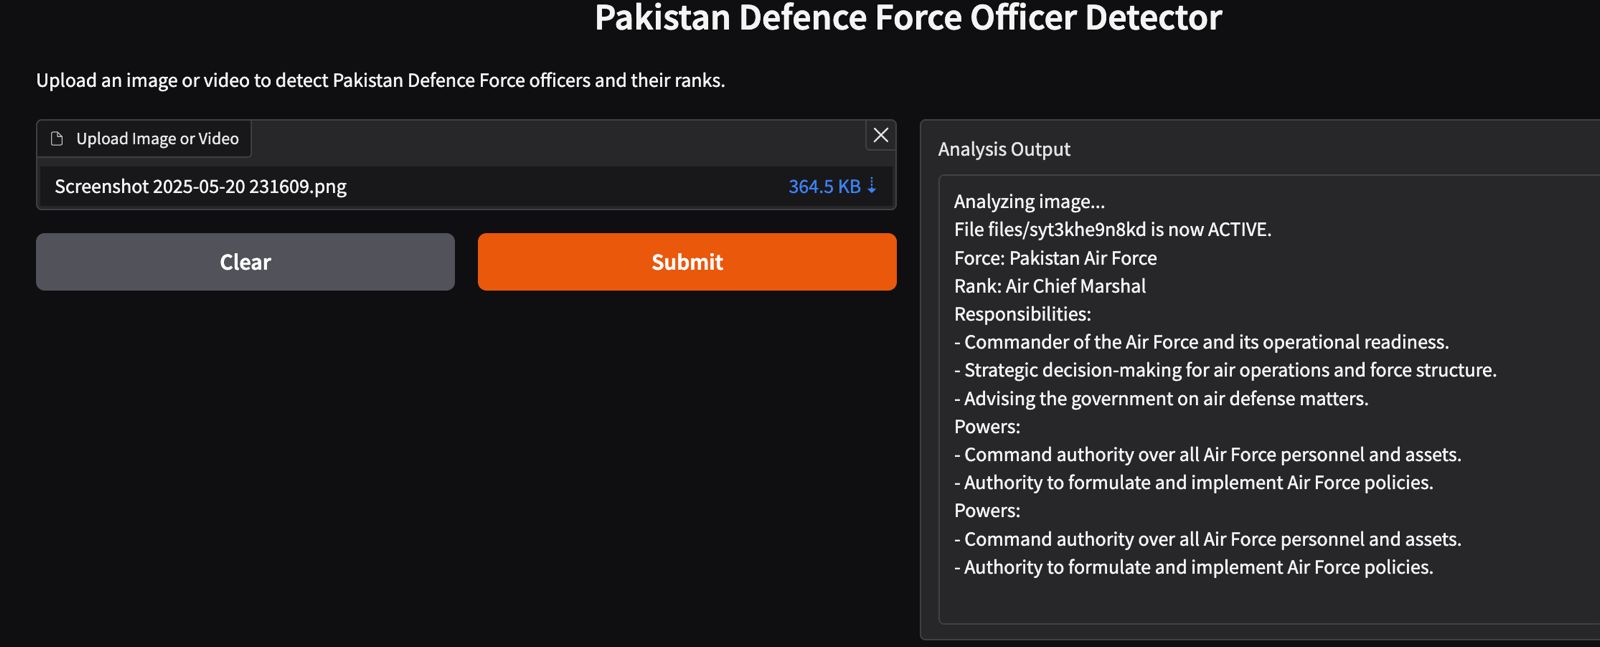 Pakistan Defence Force Officer Detector
Upload an image or video to detect Pakistan Defence Force officers and their ranks.
Upload Image or Video
Screenshot 2025-05-20 231609.png 364.5 KB ⇣
Clear
Submit
Analysis Output
Analyzing image...
File files/syt3khe9n8kd is now ACTIVE.
Force: Pakistan Air Force
Rank: Air Chief Marshal
Responsibilities:
- Commander of the Air Force and its operational readiness.
- Strategic decision-making for air operations and force structure.
- Advising the government on air defense matters.
Powers:
- Command authority over all Air Force personnel and assets.
- Authority to formulate and implement Air Force policies.
Powers:
- Command authority over all Air Force personnel and assets.
- Authority to formulate and implement Air Force policies.